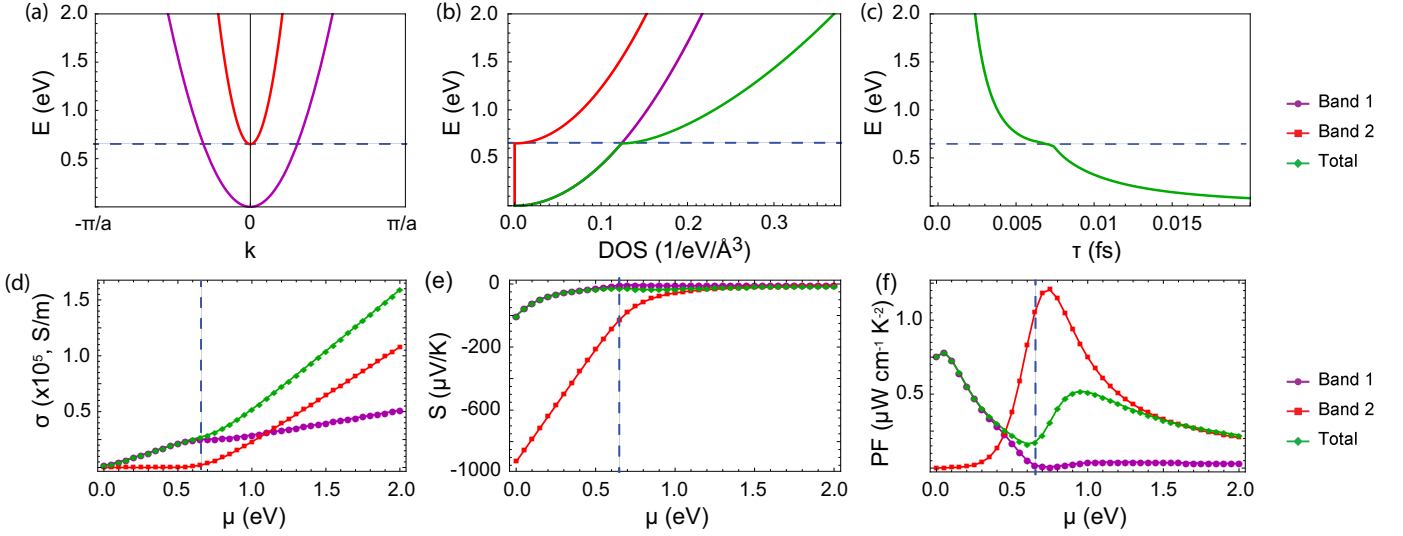 (a)
2.0
1.5
1.0
0.5
E (eV)
-π/a
0
π/a
k
(b)
2.0
1.5
1.0
0.5
E (eV)
0.0
0.1
0.2
0.3
DOS (1/eV/Å³)
(c)
2.0
1.5
1.0
0.5
E (eV)
0
0.005
0.01
0.015
τ (fs)
Band 1
Band 2
Total
(d)
1.5
1.0
0.5
σ (x10⁵, S/m)
0.0
0.5
1.0
1.5
2.0
μ (eV)
(e)
0
-200
-600
-1000
S (μV/K)
0.0
0.5
1.0
1.5
2.0
μ (eV)
(f)
1.0
0.5
PF (μW cm⁻¹ K⁻²)
0.0
0.5
1.0
1.5
2.0
μ (eV)
Band 1
Band 2
Total